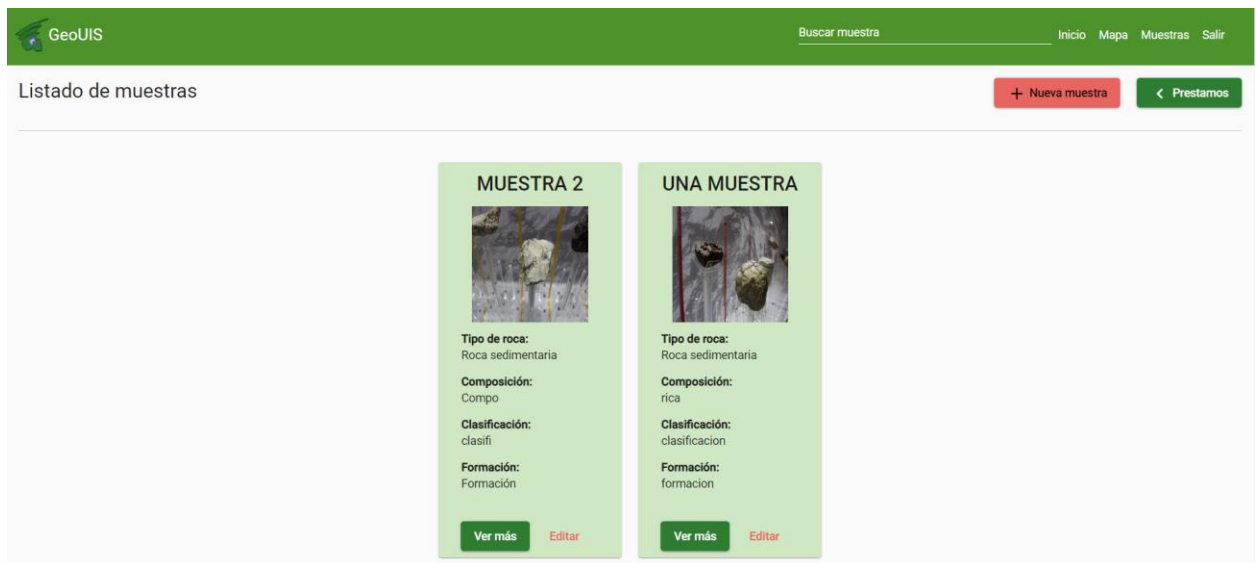 GeoUIS
Buscar muestra
Inicio Mapa Muestras Salir
Listado de muestras
+ Nueva muestra
< Prestamos
MUESTRA 2
Tipo de roca:
Roca sedimentaria
Composición:
Compo
Clasificación:
clasifi
Formación:
Formación
Ver más Editar
UNA MUESTRA
Tipo de roca:
Roca sedimentaria
Composición:
rica
Clasificación:
clasificacion
Formación:
formacion
Ver más Editar